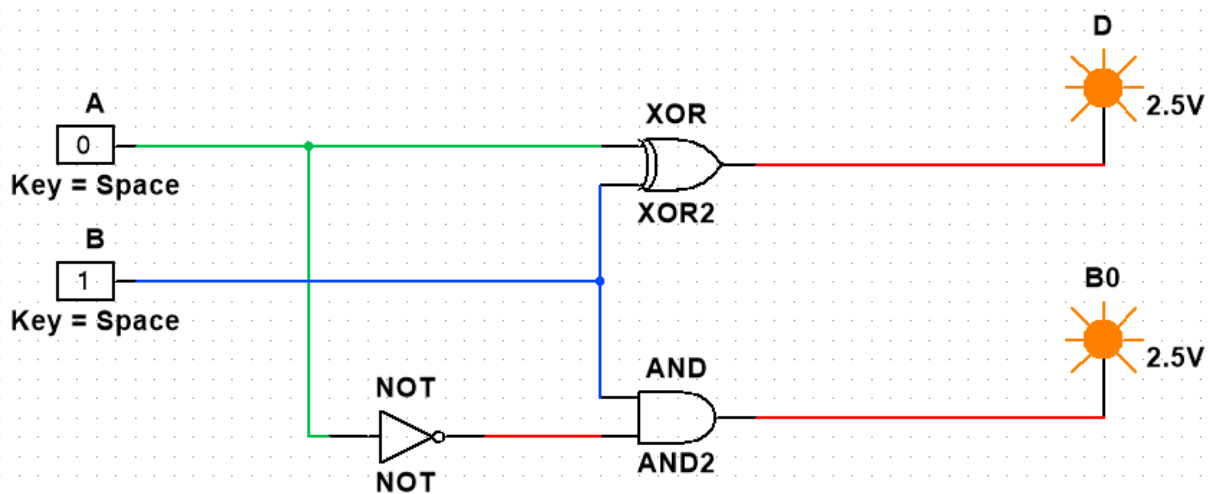 D
2.5V
A
0
Key = Space
XOR
XOR2
B
1
Key = Space
B0
2.5V
AND
AND2
NOT
NOT